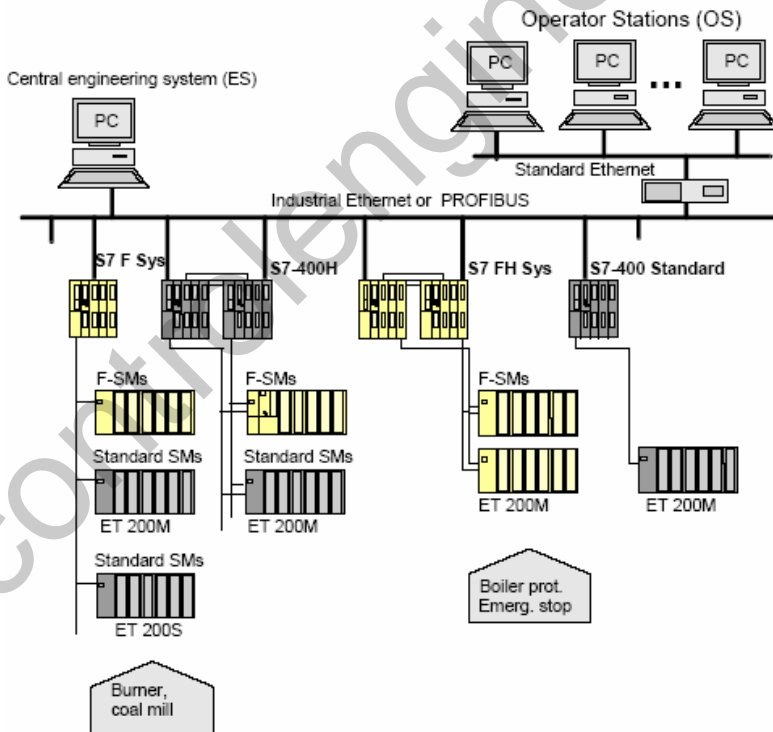 Operator Stations (OS)
PC
PC
PC
Central engineering system (ES)
PC
Standard Ethernet
Industrial Ethernet or PROFIBUS
S7 F Sys
S7-400H
S7 FH Sys
S7-400 Standard
F-SMs
F-SMs
Standard SMs
Standard SMs
ET 200M
ET 200M
ET 200M
ET 200M
Standard SMs
ET 200S
Boiler prot.
Emerg. stop
Burner,
coal mill
controlengin